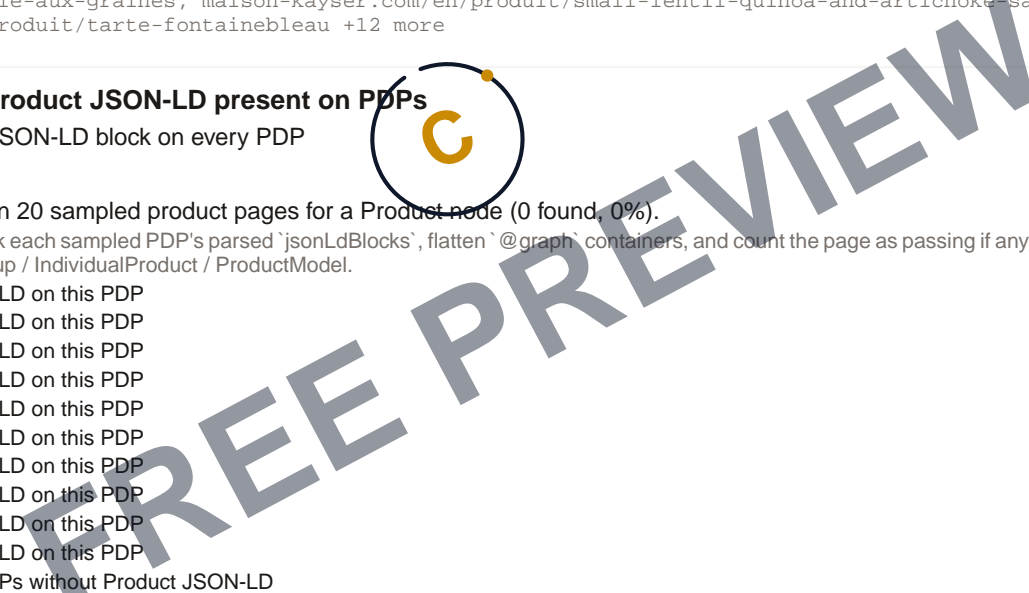 le-aux-graines, maison-kayser.com/en/produit/small-lentil-quinoa-and-artichoke-sa
roduit/tarte-fontainebleau +12 more
roduct JSON-LD present on PDPs
SON-LD block on every PDP
C
n 20 sampled product pages for a Product node (0 found, 0%).
k each sampled PDP's parsed `jsonLdBlocks`, flatten `@graph` containers, and count the page as passing if any
up / IndividualProduct / ProductModel.
LD on this PDP
LD on this PDP
LD on this PDP
LD on this PDP
LD on this PDP
LD on this PDP
LD on this PDP
LD on this PDP
LD on this PDP
LD on this PDP
Ps without Product JSON-LD
FREE PREVIEW